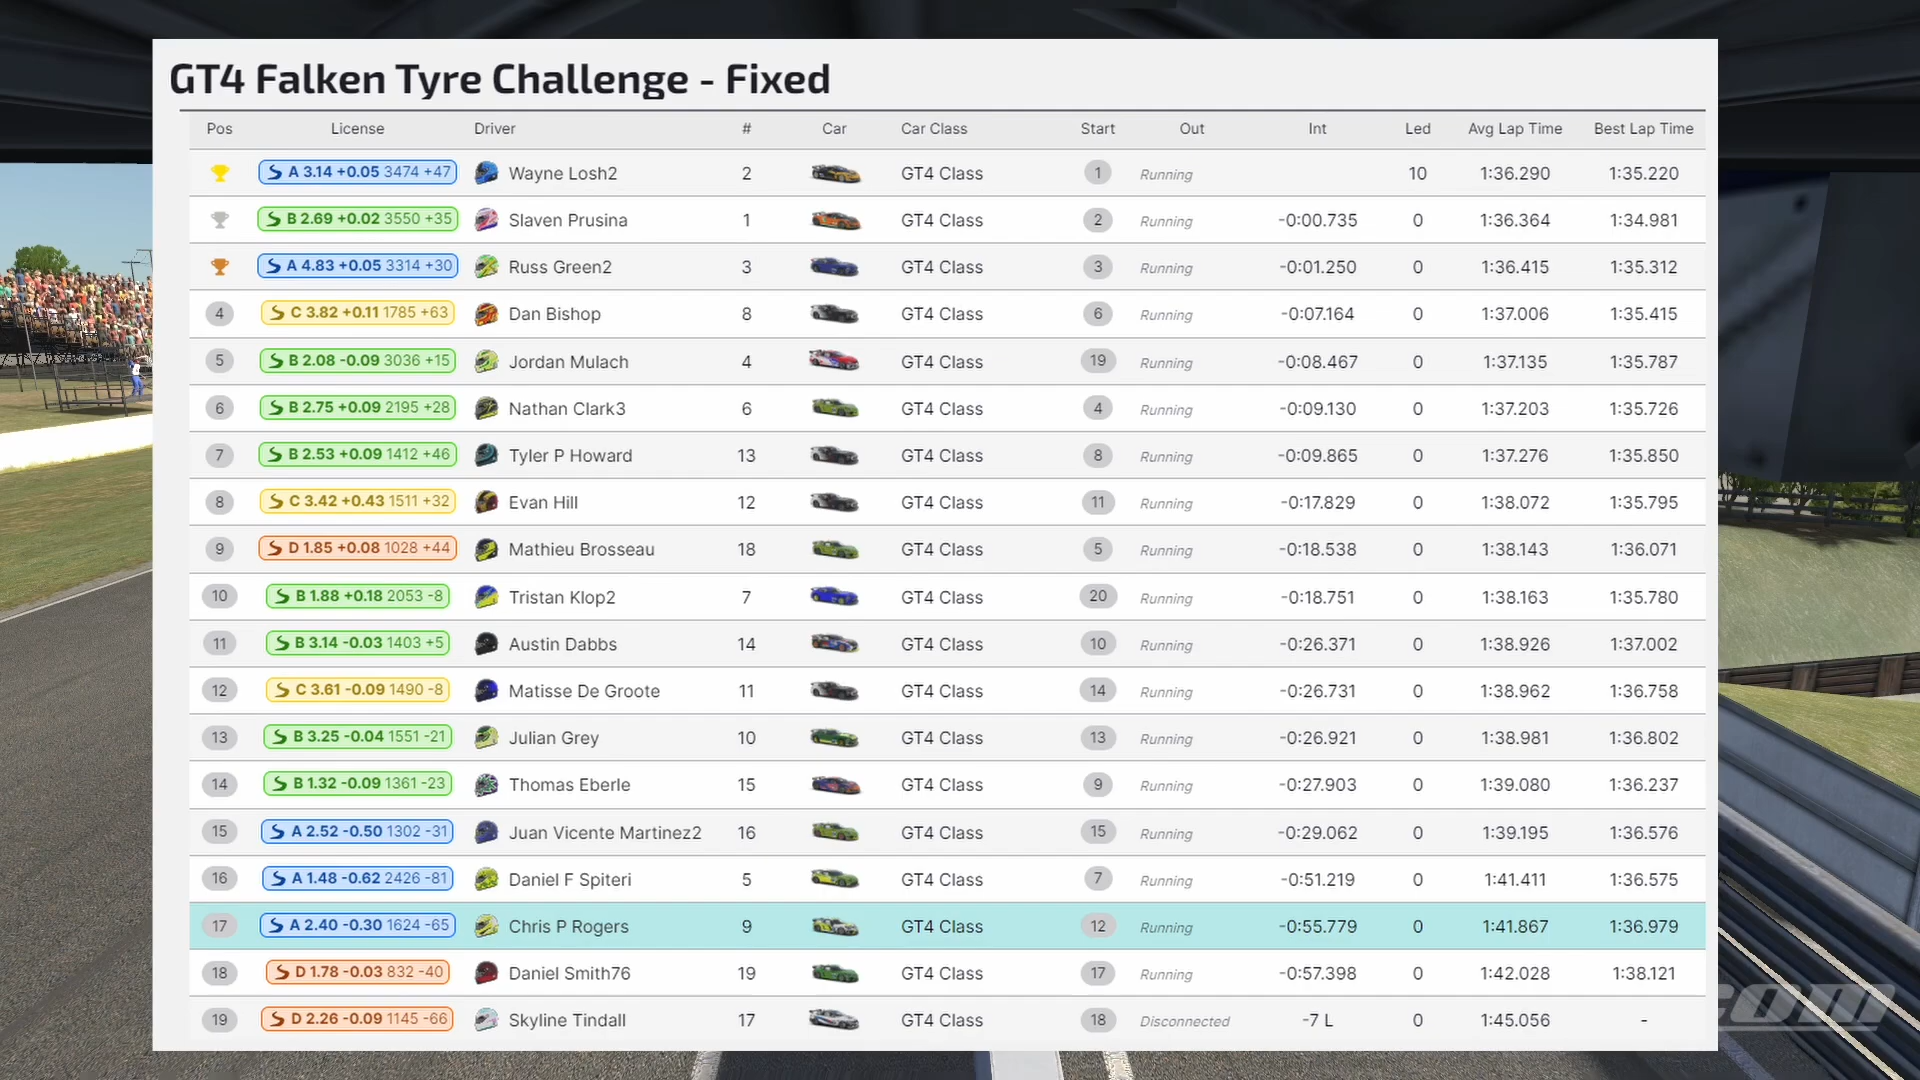 GT4 Falken Tyre Challenge - Fixed
Pos License Driver # Car Car Class Start Out Int Led Avg Lap Time Best Lap Time
A 3.14 +0.05 3474 +47 Wayne Losh2 2 GT4 Class 1 Running 10 1:36.290 1:35.220
B 2.69 +0.02 3550 +35 Slaven Prusina 1 GT4 Class 2 Running -0:00.735 0 1:36.364 1:34.981
A 4.83 +0.05 3314 +30 Russ Green2 3 GT4 Class 3 Running -0:01.250 0 1:36.415 1:35.312
4 C 3.82 +0.11 1785 +63 Dan Bishop 8 GT4 Class 6 Running -0:07.164 0 1:37.006 1:35.415
5 B 2.08 -0.09 3036 +15 Jordan Mulach 4 GT4 Class 19 Running -0:08.467 0 1:37.135 1:35.787
6 B 2.75 +0.09 2195 +28 Nathan Clark3 6 GT4 Class 4 Running -0:09.130 0 1:37.203 1:35.726
7 B 2.53 +0.09 1412 +46 Tyler P Howard 13 GT4 Class 8 Running -0:09.865 0 1:37.276 1:35.850
8 C 3.42 +0.43 1511 +32 Evan Hill 12 GT4 Class 11 Running -0:17.829 0 1:38.072 1:35.795
9 D 1.85 +0.08 1028 +44 Mathieu Brosseau 18 GT4 Class 5 Running -0:18.538 0 1:38.143 1:36.071
10 B 1.88 +0.18 2053 -8 Tristan Klop2 7 GT4 Class 20 Running -0:18.751 0 1:38.163 1:35.780
11 B 3.14 -0.03 1403 +5 Austin Dabbs 14 GT4 Class 10 Running -0:26.371 0 1:38.926 1:37.002
12 C 3.61 -0.09 1490 -8 Matisse De Groote 11 GT4 Class 14 Running -0:26.731 0 1:38.962 1:36.758
13 B 3.25 -0.04 1551 -21 Julian Grey 10 GT4 Class 13 Running -0:26.921 0 1:38.981 1:36.802
14 B 1.32 -0.09 1361 -23 Thomas Eberle 15 GT4 Class 9 Running -0:27.903 0 1:39.080 1:36.237
15 A 2.52 -0.50 1302 -31 Juan Vicente Martinez2 16 GT4 Class 15 Running -0:29.062 0 1:39.195 1:36.576
16 A 1.48 -0.62 2426 -81 Daniel F Spiteri 5 GT4 Class 7 Running -0:51.219 0 1:41.411 1:36.575
17 A 2.40 -0.30 1624 -65 Chris P Rogers 9 GT4 Class 12 Running -0:55.779 0 1:41.867 1:36.979
18 D 1.78 -0.03 832 -40 Daniel Smith76 19 GT4 Class 17 Running -0:57.398 0 1:42.028 1:38.121
19 D 2.26 -0.09 1145 -66 Skyline Tindall 17 GT4 Class 18 Disconnected -7 L 0 1:45.056 -
com